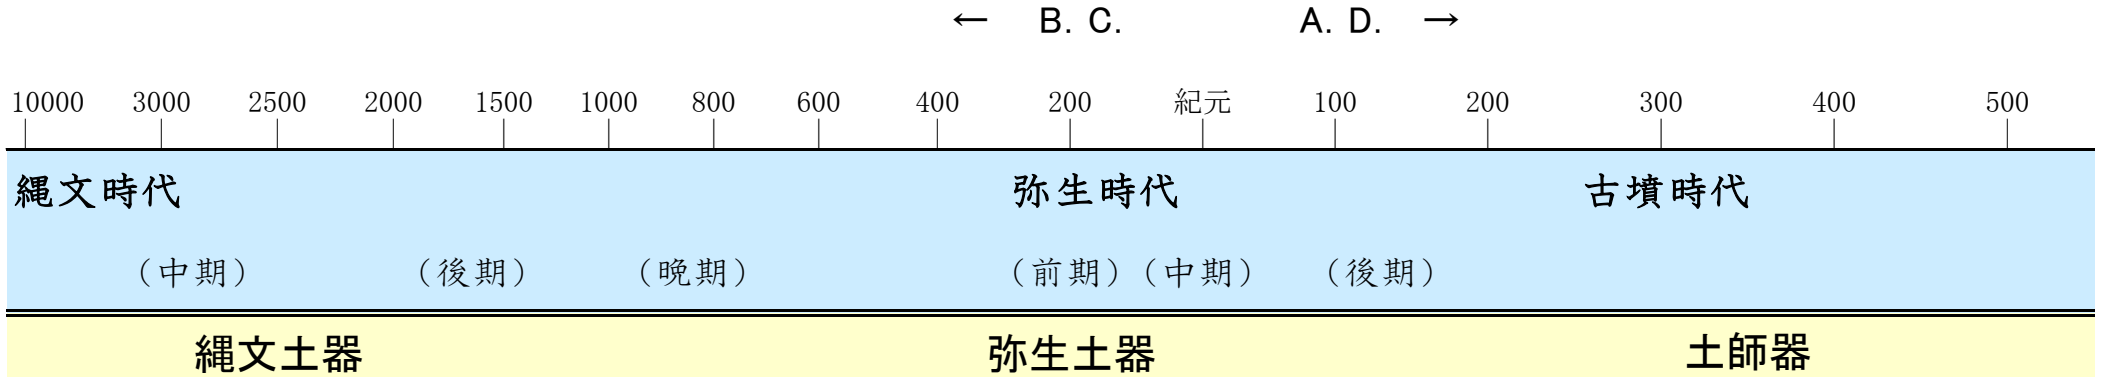 ← B. C. A. D. →
10000 3000 2500 2000 1500 1000 800 600 400 200 紀元 100 200 300 400 500
縄文時代 弥生時代 古墳時代
（中期） （後期） （晩期） （前期）（中期） （後期）
縄文土器 弥生土器 土師器